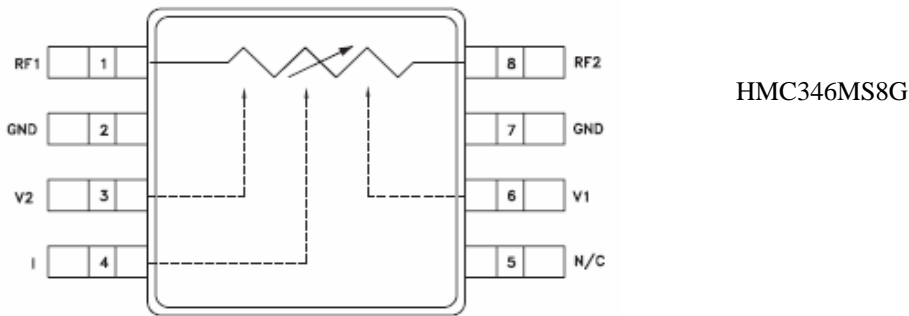 RF1 1 8 RF2
HMC346MS8G
GND 2 7 GND
V2 3 6 V1
I 4 5 N/C